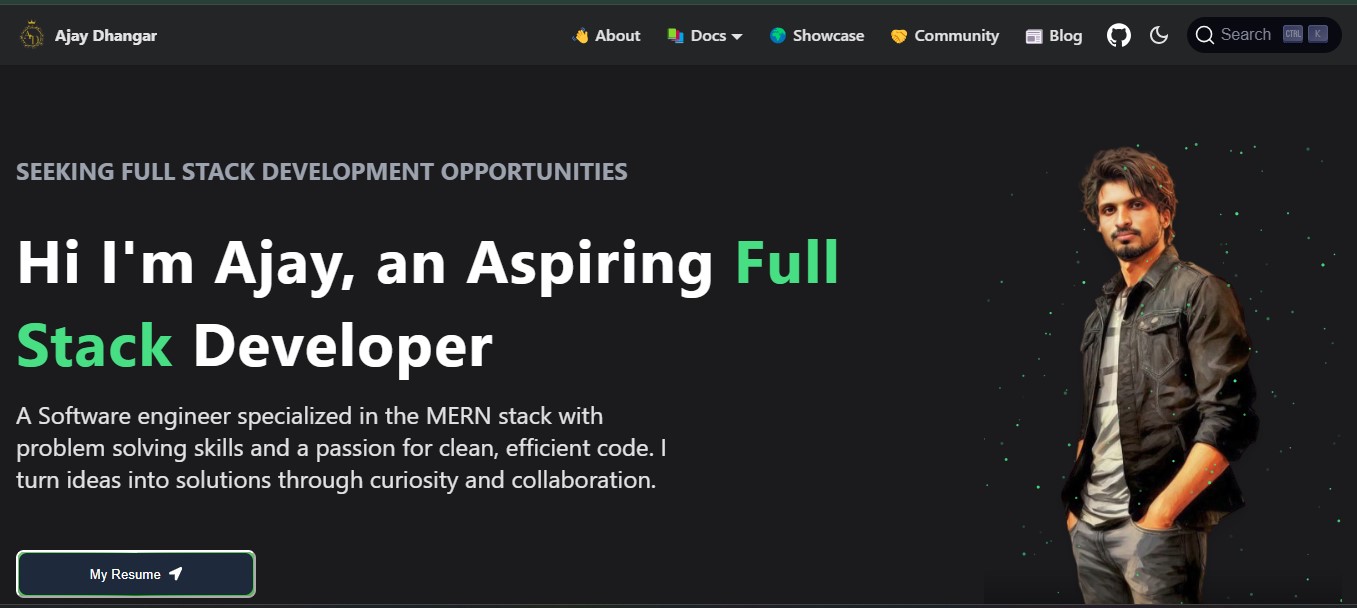 Ajay Dhangar
About
Docs
Showcase
Community
Blog
Search CTRL K
SEEKING FULL STACK DEVELOPMENT OPPORTUNITIES
Hi I'm Ajay, an Aspiring Full
Stack Developer
A Software engineer specialized in the MERN stack with
problem solving skills and a passion for clean, efficient code. I
turn ideas into solutions through curiosity and collaboration.
My Resume